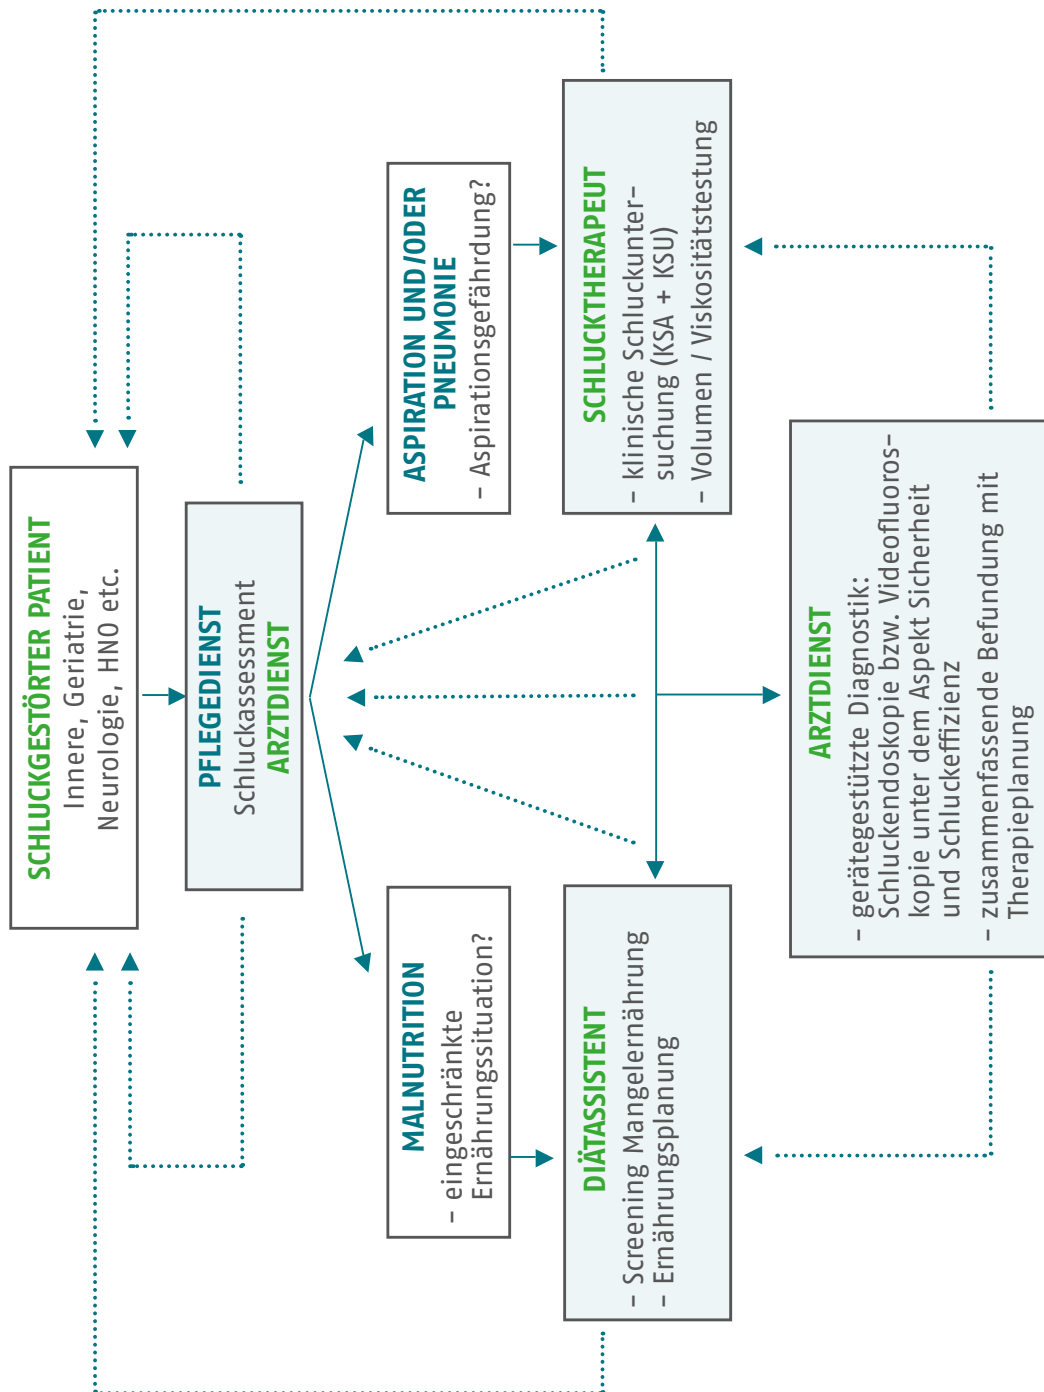 SCHLUCKGESTÖRTER PATIENT
Innere, Geriatrie,
Neurologie, HNO etc.
PFLEGEDIENST
Schluckassessment
ARZTDIENST
MALNUTRITION
– eingeschränkte
Ernährungssituation?
ASPIRATION UND/ODER
PNEUMONIE
– Aspirationsgefährdung?
DIÄTASSISTENT
– Screening Mangelernährung
– Ernährungsplanung
SCHLUCKTHERAPEUT
– klinische Schluckunter-
suchung (KSA + KSU)
– Volumen / Viskositätstestung
ARZTDIENST
– gerätegestützte Diagnostik:
Schluckendoskopie bzw. Videofluoros-
kopie unter dem Aspekt Sicherheit
und Schluckeffizienz
– zusammenfassende Befundung mit
Therapieplanung